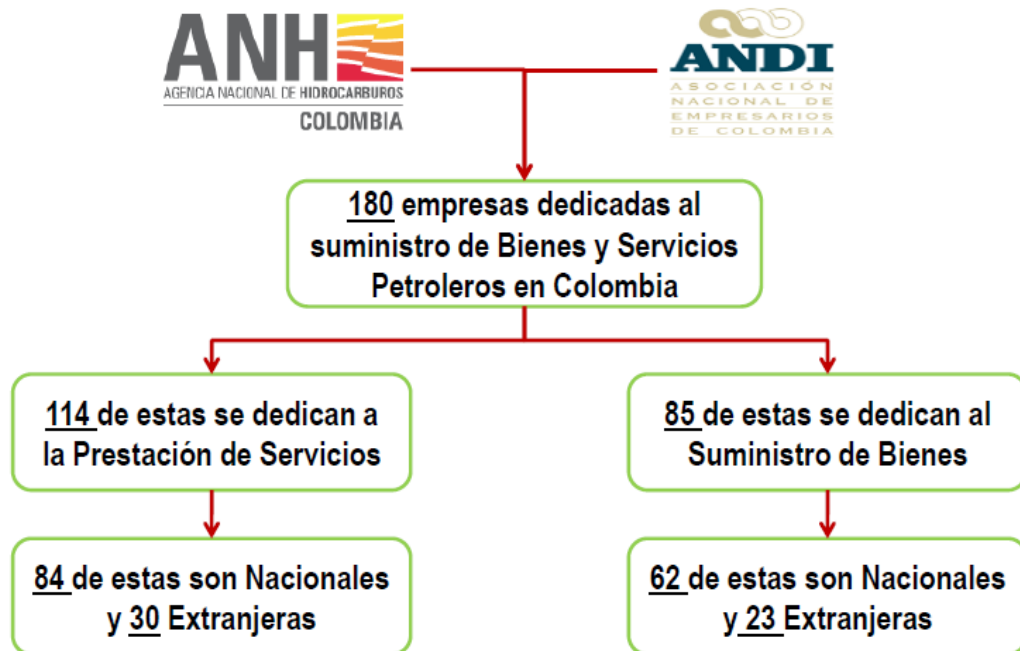 ANH
AGENCIA NACIONAL DE HIDROCARBUROS
COLOMBIA
ANDI
ASOCIACIÓN
NACIONAL DE
EMPRESARIOS
DE COLOMBIA
180 empresas dedicadas al
suministro de Bienes y Servicios
Petroleros en Colombia
114 de estas se dedican a
la Prestación de Servicios
85 de estas se dedican al
Suministro de Bienes
84 de estas son Nacionales
y 30 Extranjeras
62 de estas son Nacionales
y 23 Extranjeras